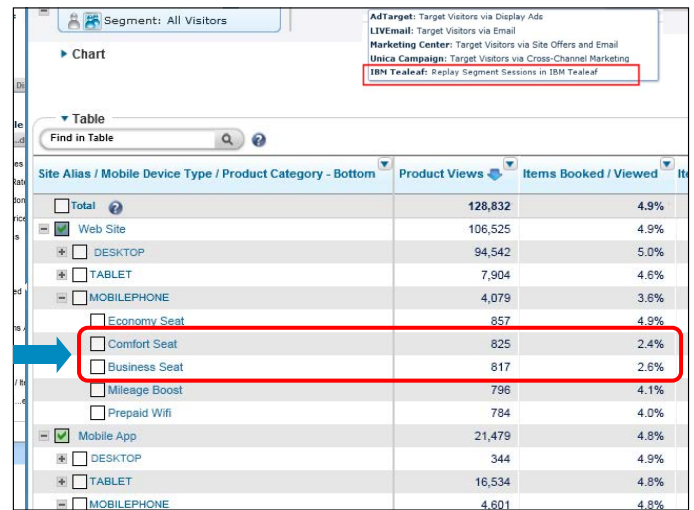 Segment: All Visitors
AdTarget: Target Visitors via Display Ads
LIVEmail: Target Visitors via Email
Marketing Center: Target Visitors via Site Offers and Email
Unica Campaign: Target Visitors via Cross-Channel Marketing
IBM Tealeaf: Replay Segment Sessions in IBM Tealeaf
Chart
Table
Find in Table
Site Alias / Mobile Device Type / Product Category - Bottom Product Views Items Booked / Viewed Ite
Total 128,832 4.9%
Web Site 106,525 4.9%
DESKTOP 94,542 5.0%
TABLET 7,904 4.6%
MOBILEPHONE 4,079 3.6%
Economy Seat 857 4.9%
Comfort Seat 825 2.4%
Business Seat 817 2.6%
Mileage Boost 796 4.1%
Prepaid Wifi 784 4.0%
Mobile App 21,479 4.8%
DESKTOP 344 4.9%
TABLET 16,534 4.8%
MOBILEPHONE 4,601 4.8%